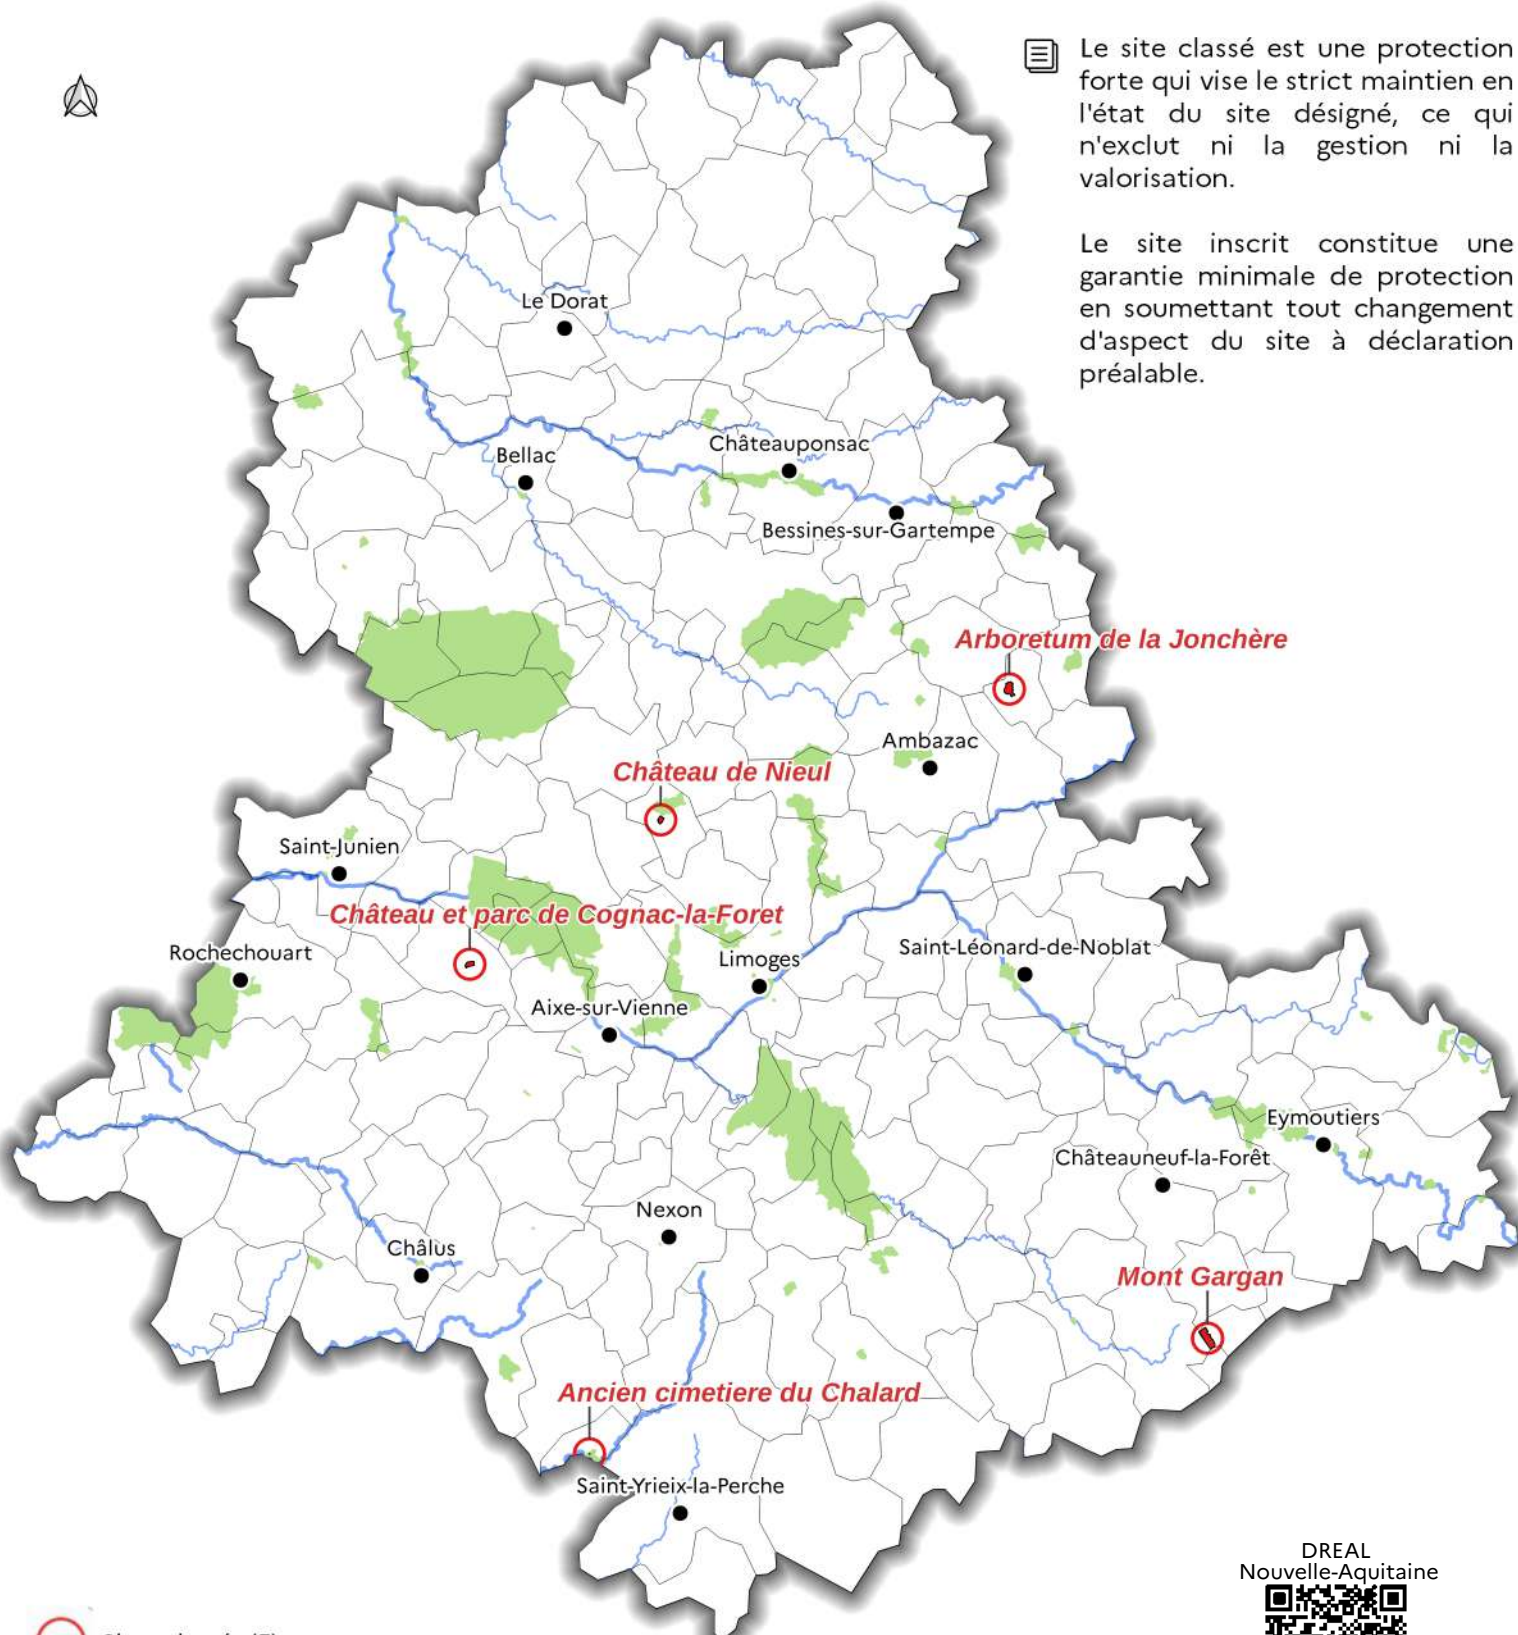 Le site classé est une protection
forte qui vise le strict maintien en
l'état du site désigné, ce qui
n'exclut ni la gestion ni la
valorisation.
Le site inscrit constitue une
garantie minimale de protection
en soumettant tout changement
d'aspect du site à déclaration
préalable.
Le Dorat
Châteauponsac
Bellac
Bessines-sur-Gartempe
Arboretum de la Jonchère
Ambazac
Château de Nieul
Saint-Junien
Château et parc de Cognac-la-Foret
Rochechouart
Saint-Léonard-de-Noblat
Limoges
Aixe-sur-Vienne
Eymoutiers
Châteauneuf-la-Forêt
Nexon
Châlus
Mont Gargan
Ancien cimetiere du Chalard
Saint-Yrieix-la-Perche
DREAL
Nouvelle-Aquitaine